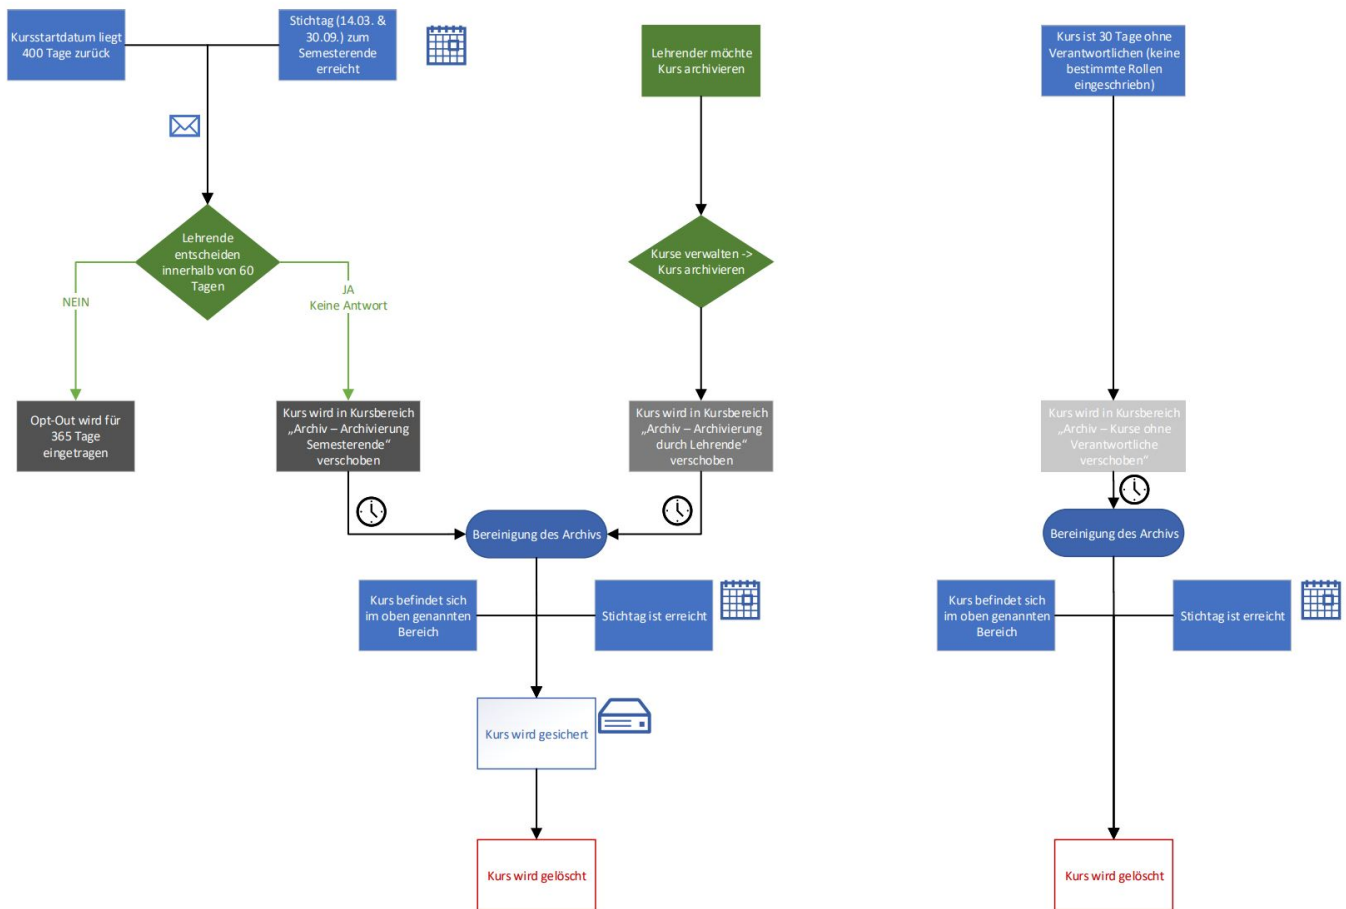 Kursstartdatum liegt
400 Tage zurück
Stichtag (14.03. &
30.09.) zum
Semesterende
erreicht
Lehrender möchte
Kurs archivieren
Kurs ist 30 Tage ohne
Verantwortlichen (keine
bestimmte Rollen
eingeschriebn)
Lehrende
entscheiden
innerhalb von 60
Tagen
Kurse verwalten ->
Kurs archivieren
NEIN
JA
Keine Antwort
Opt-Out wird für
365 Tage
eingetragen
Kurs wird in Kursbereich
„Archiv – Archivierung
Semesterende“
verschoben
Kurs wird in Kursbereich
„Archiv – Archivierung
durch Lehrende“
verschoben
Kurs wird in Kursbereich
„Archiv – Kurse ohne
Verantwortliche
verschoben“
Bereinigung des Archivs
Bereinigung des Archivs
Kurs befindet sich
im oben genannten
Bereich
Stichtag ist erreicht
Kurs befindet sich
im oben genannten
Bereich
Stichtag ist erreicht
Kurs wird gesichert
Kurs wird gelöscht
Kurs wird gelöscht